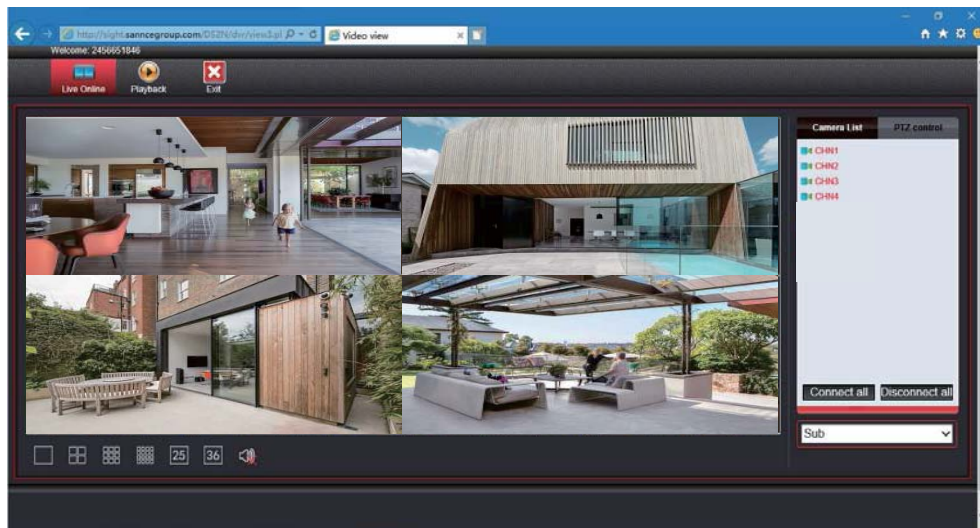 http://sight.sanncegroup.com/DS2N/dvr/view3.pl
Video view
Welcome: 2456651846
Live Online
Playback
Exit
Camera List
PTZ control
CHN1
CHN2
CHN3
CHN4
Connect all
Disconnect all
Sub
25
36